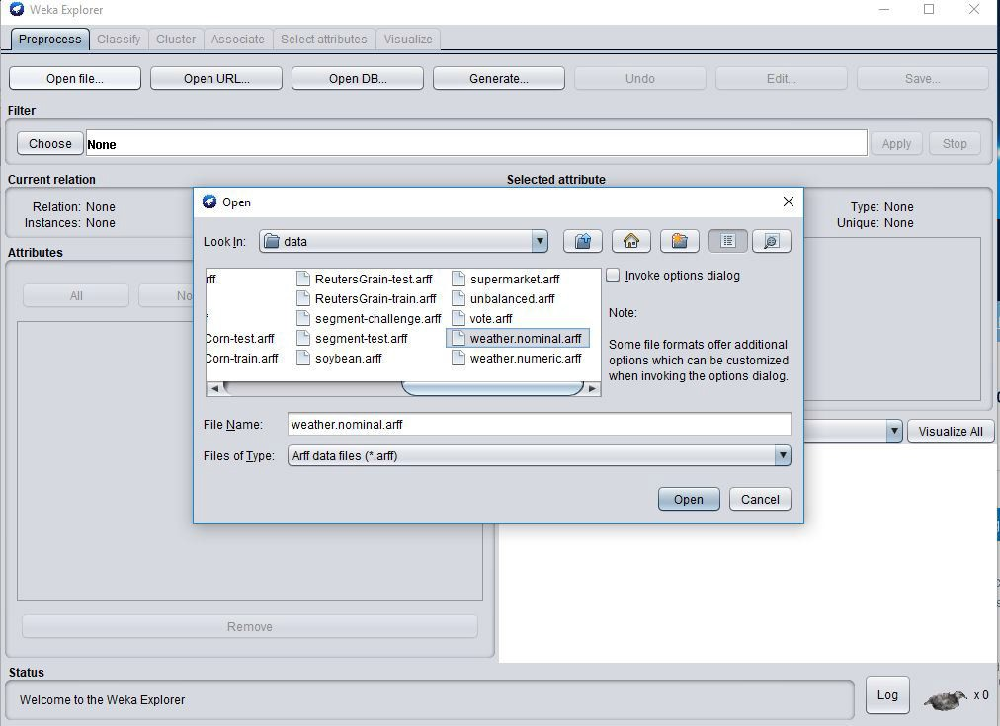 Weka Explorer
Preprocess Classify Cluster Associate Select attributes Visualize
Open file... Open URL... Open DB... Generate... Undo Edit... Save...
Filter
Choose None Apply Stop
Current relation
Relation: None
Instances: None
Selected attribute
Type: None
Unique: None
Attributes
All No
Open
Look In: data
rff
Corn-test.arff
Corn-train.arff
ReutersGrain-test.arff
ReutersGrain-train.arff
segment-challenge.arff
segment-test.arff
soybean.arff
supermarket.arff
unbalanced.arff
vote.arff
weather.nominal.arff
weather.numeric.arff
Invoke options dialog
Note:
Some file formats offer additional
options which can be customized
when invoking the options dialog.
File Name: weather.nominal.arff
Files of Type: Arff data files (*.arff)
Open Cancel
Visualize All
Remove
Status
Welcome to the Weka Explorer
Log x 0